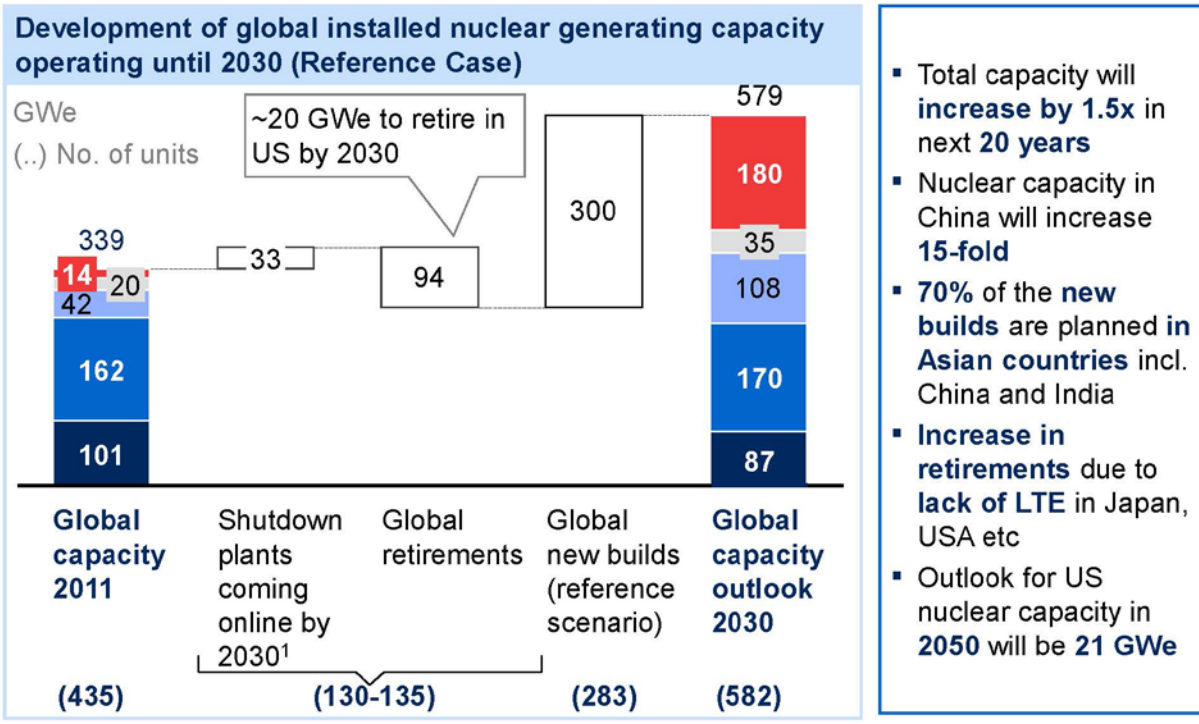 Development of global installed nuclear generating capacity
operating until 2030 (Reference Case)
GWe
(..) No. of units
~20 GWe to retire in
US by 2030
339
14
20
42
162
101
33
94
300
579
180
35
108
170
87
Global
capacity
2011
Shutdown
plants
coming
online by
2030¹
Global
retirements
Global
new builds
(reference
scenario)
Global
capacity
outlook
2030
(435)
(130-135)
(283)
(582)
▪ Total capacity will
increase by 1.5x in
next 20 years
▪ Nuclear capacity in
China will increase
15-fold
▪ 70% of the new
builds are planned in
Asian countries incl.
China and India
▪ Increase in
retirements due to
lack of LTE in Japan,
USA etc
▪ Outlook for US
nuclear capacity in
2050 will be 21 GWe